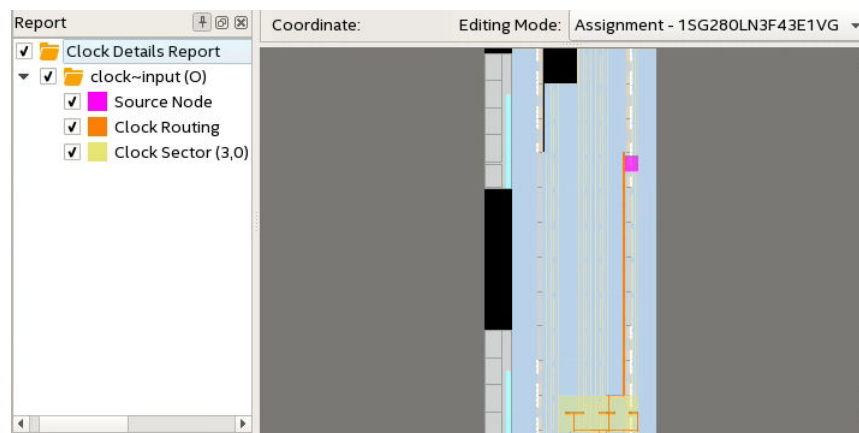 Report
Clock Details Report
clock~input (O)
Source Node
Clock Routing
Clock Sector (3,0)
Coordinate: Editing Mode: Assignment - 1SG280LN3F43E1VG